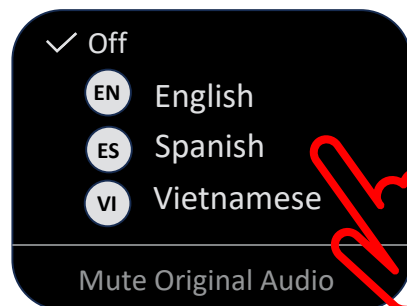 Off
EN English
ES Spanish
VI Vietnamese
Mute Original Audio